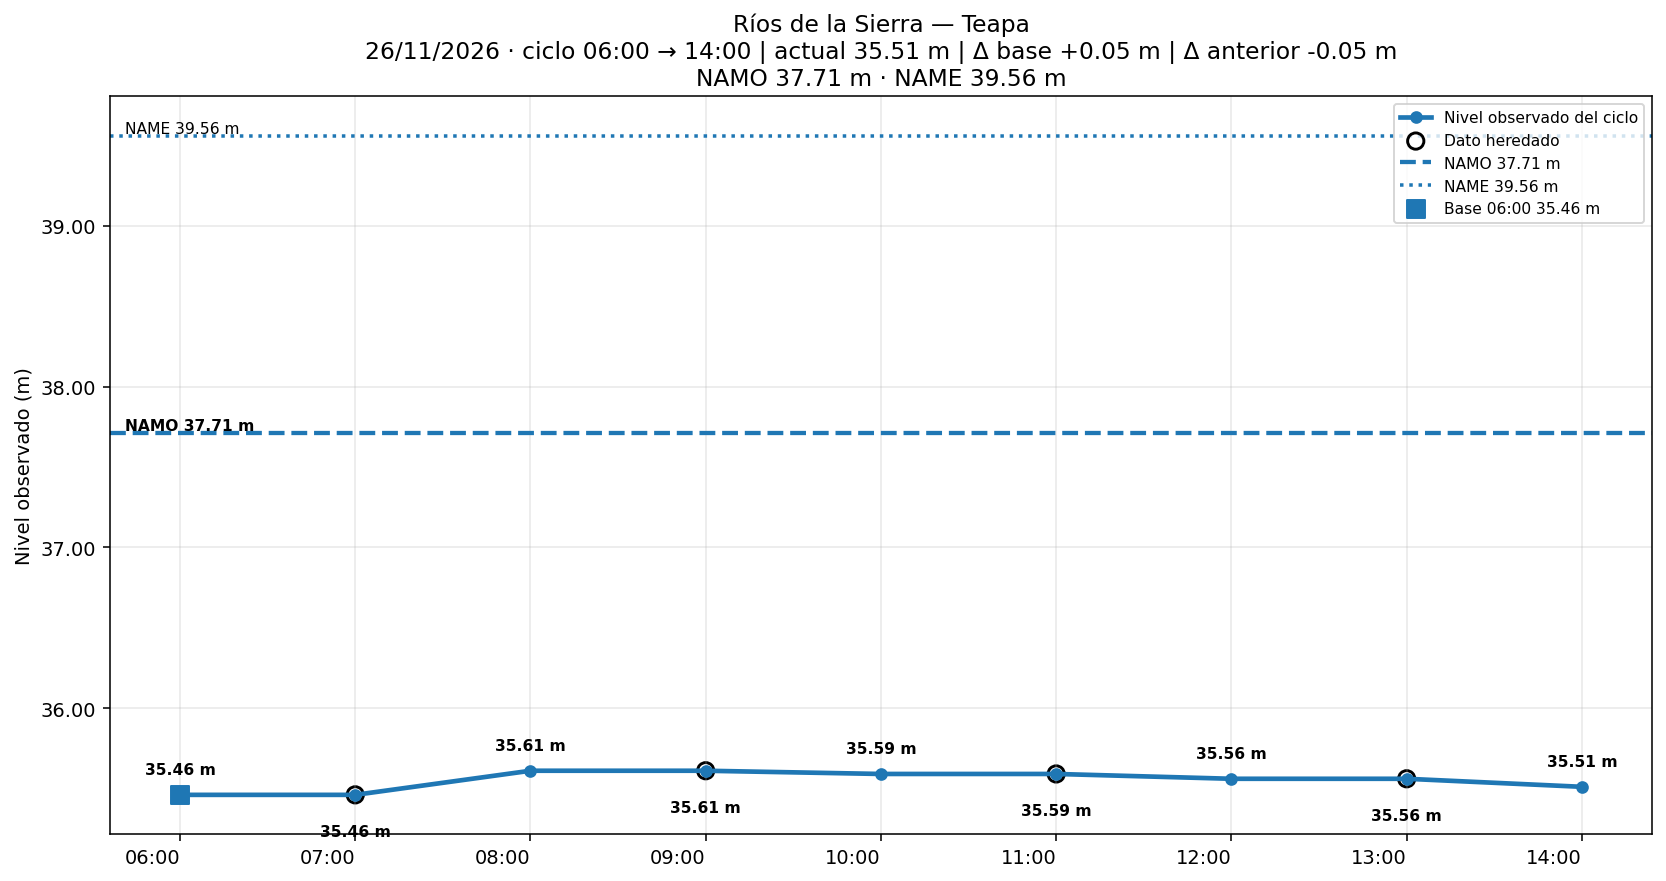 Ríos de la Sierra — Teapa
26/11/2026 · ciclo 06:00 → 14:00 | actual 35.51 m | Δ base +0.05 m | Δ anterior -0.05 m
NAMO 37.71 m · NAME 39.56 m
NAME 39.56 m
Nivel observado del ciclo
Dato heredado
NAMO 37.71 m
NAME 39.56 m
Base 06:00 35.46 m
Nivel observado (m)
39.00
38.00
NAMO 37.71 m
37.00
36.00
35.46 m
35.46 m
35.61 m
35.61 m
35.59 m
35.59 m
35.56 m
35.56 m
35.51 m
06:00
07:00
08:00
09:00
10:00
11:00
12:00
13:00
14:00